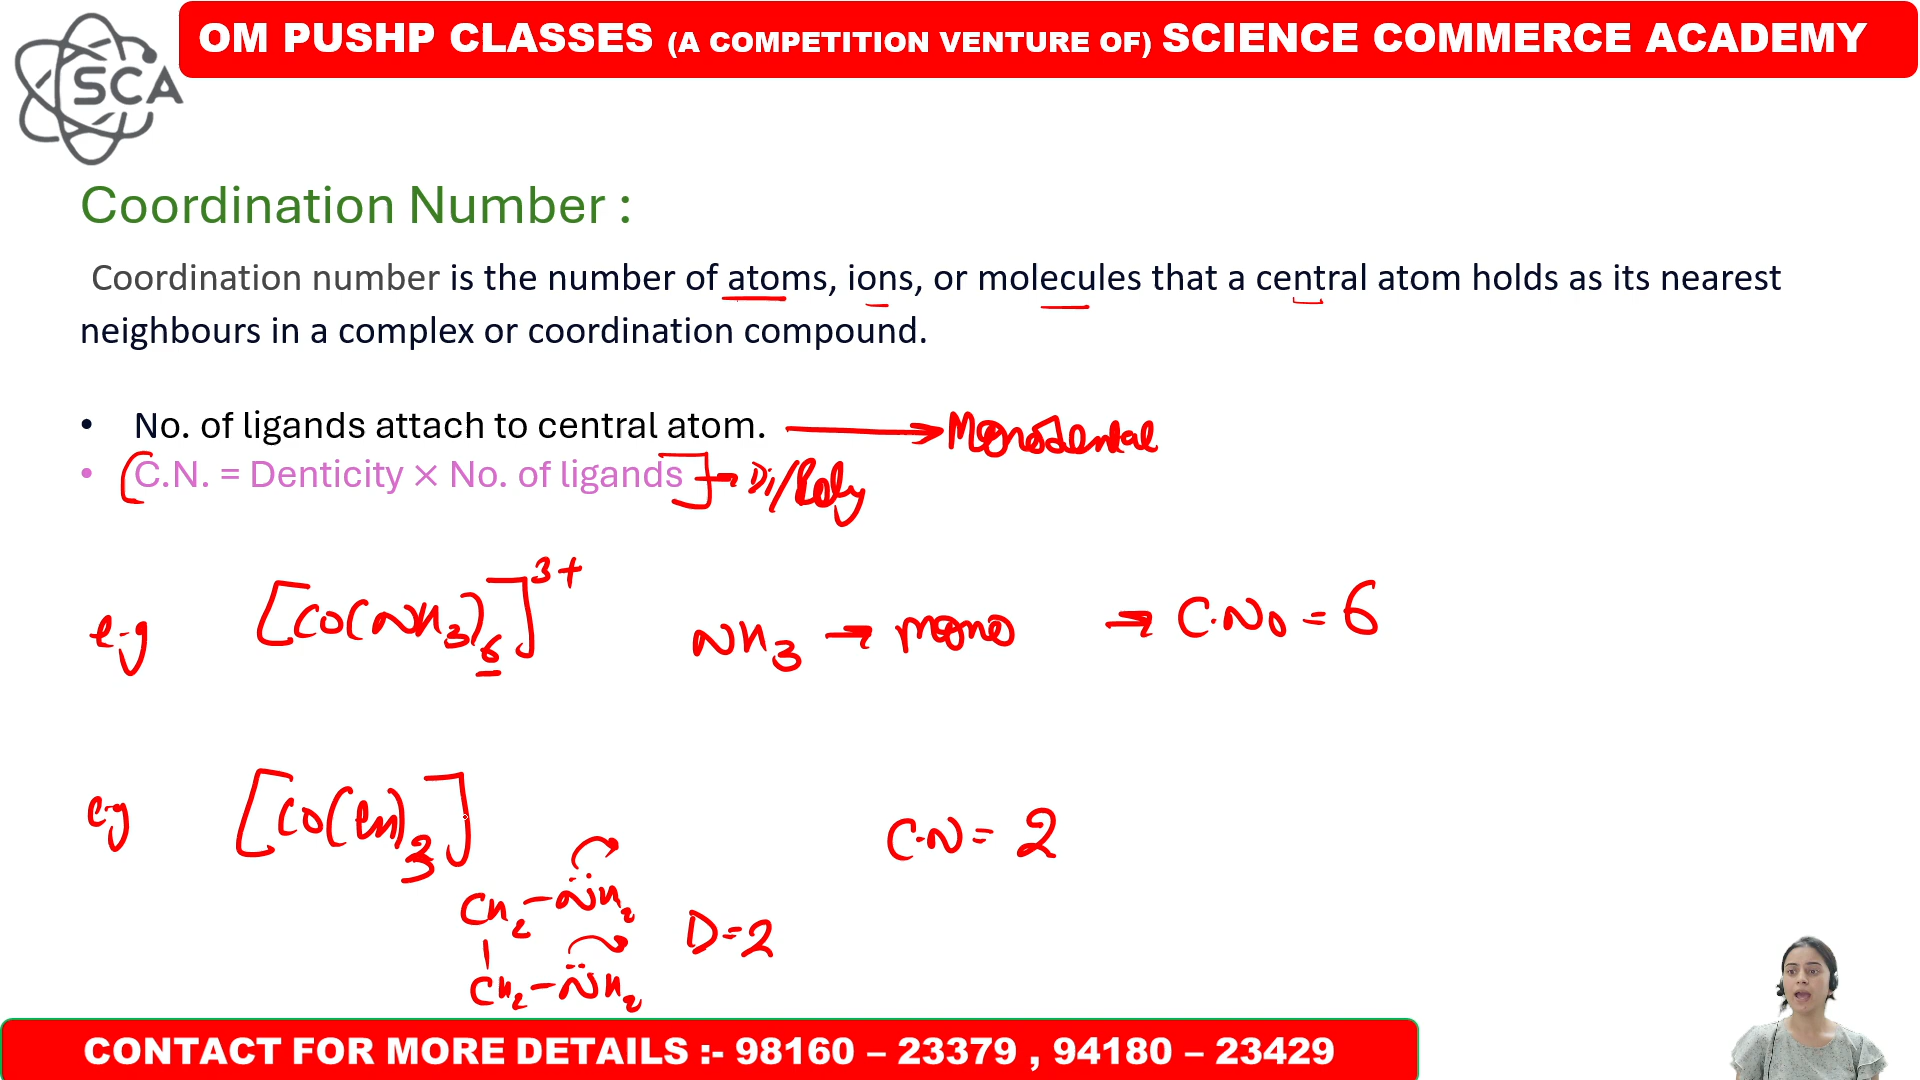 OM PUSHP CLASSES (A COMPETITION VENTURE OF) SCIENCE COMMERCE ACADEMY
SCA
Coordination Number :
Coordination number is the number of atoms, ions, or molecules that a central atom holds as its nearest
neighbours in a complex or coordination compound.
• No. of ligands attach to central atom. → Monodental
• [C.N. = Denticity × No. of ligands] → Di/Poly
e.g [Co(NH3)6]3+ NH3 → mono → C.No = 6
e.g [Co(en)3] C.N = 2
CH2-NH2
D=2
CH2-NH2
CONTACT FOR MORE DETAILS :- 98160 – 23379 , 94180 – 23429